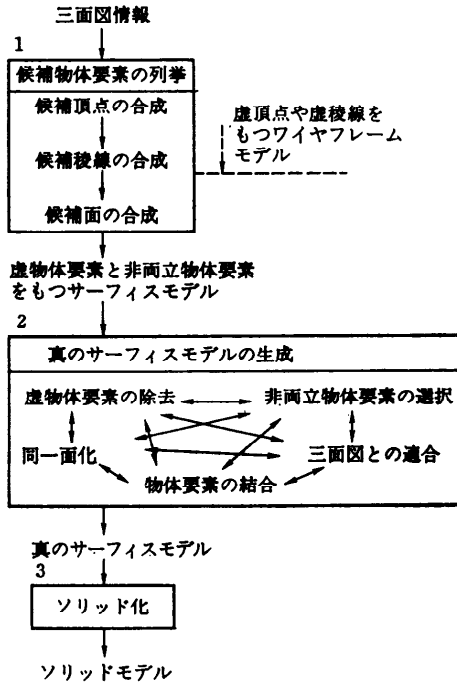 三面図情報
1
候補物体要素の列挙
候補頂点の合成
候補稜線の合成
候補面の合成
虚頂点や虚稜線を
もつワイヤフレーム
モデル
虚物体要素と非両立物体要素
をもつサーフィスモデル
2
真のサーフィスモデルの生成
虚物体要素の除去
非両立物体要素の選択
同一面化
三面図との適合
物体要素の結合
真のサーフィスモデル
3
ソリッド化
ソリッドモデル